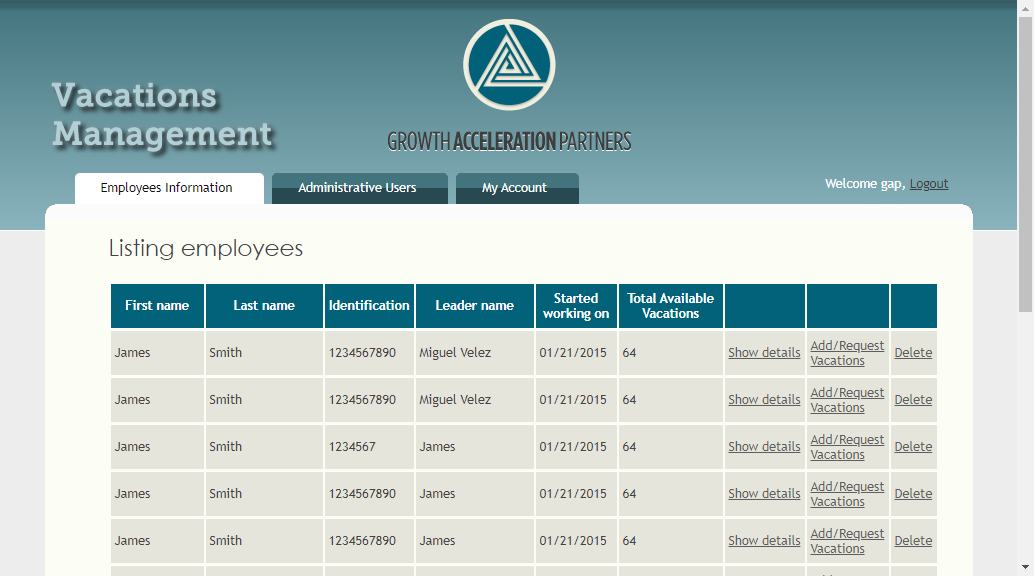 Vacations
Management
GROWTH ACCELERATION PARTNERS
Employees Information Administrative Users My Account Welcome gap, Logout
Listing employees
First name Last name Identification Leader name Started working on Total Available Vacations
James Smith 1234567890 Miguel Velez 01/21/2015 64 Show details Add/Request Vacations Delete
James Smith 1234567890 Miguel Velez 01/21/2015 64 Show details Add/Request Vacations Delete
James Smith 1234567 James 01/21/2015 64 Show details Add/Request Vacations Delete
James Smith 1234567890 James 01/21/2015 64 Show details Add/Request Vacations Delete
James Smith 1234567890 James 01/21/2015 64 Show details Add/Request Vacations Delete